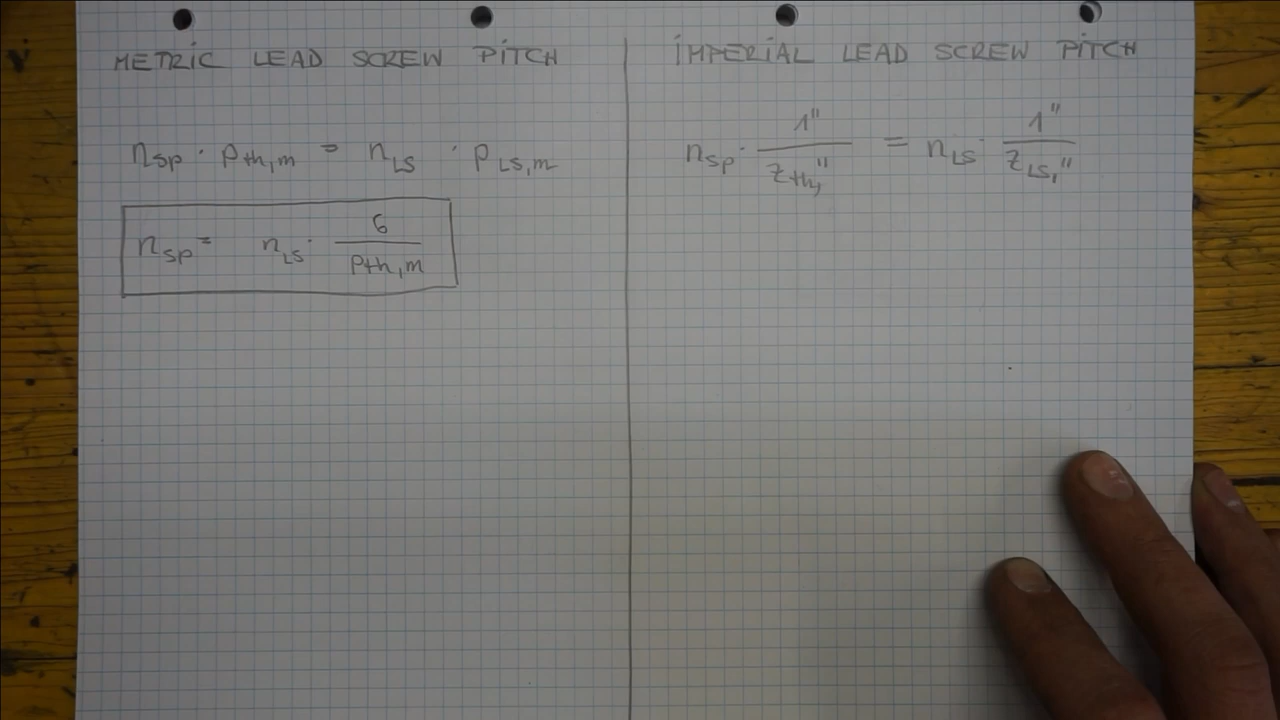 METRIC LEAD SCREW PITCH
n_SP · P_th,m = n_LS · P_LS,m
n_SP = n_LS · 6 / P_th,m
IMPERIAL LEAD SCREW PITCH
n_SP · 1" / z_th," = n_LS · 1" / z_LS,"